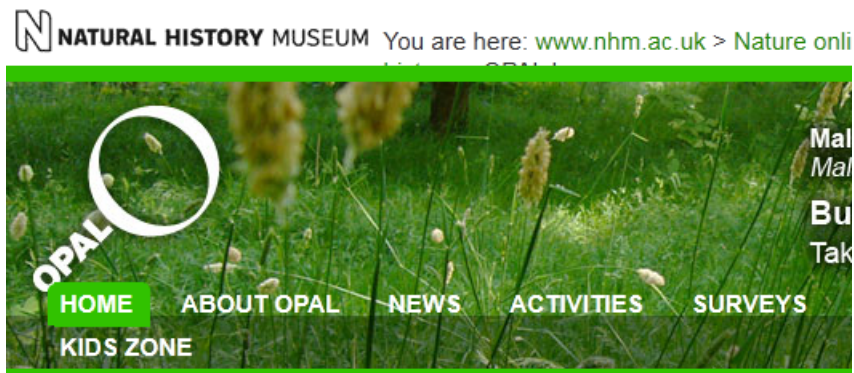 NATURAL HISTORY MUSEUM You are here: www.nhm.ac.uk > Nature onli
OPAL
Mal
Mal
Bu
Tak
HOME ABOUT OPAL NEWS ACTIVITIES SURVEYS
KIDS ZONE